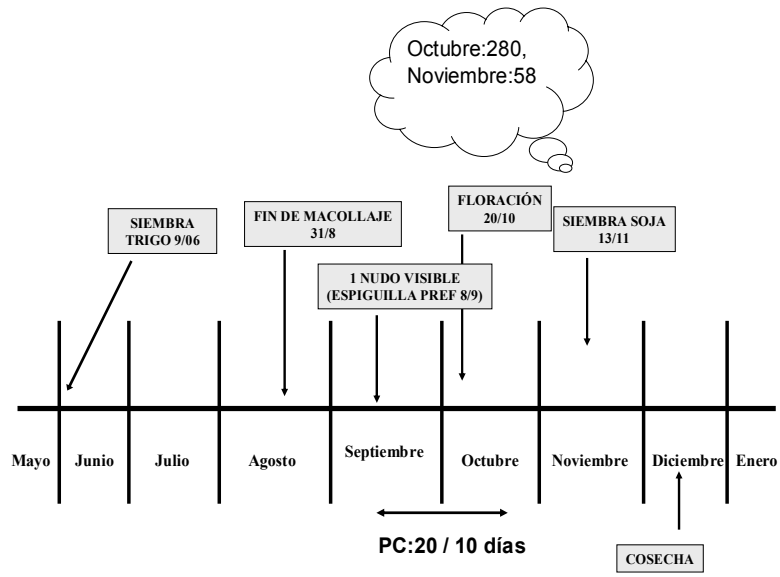 Octubre:280,
Noviembre:58
SIEMBRA
TRIGO 9/06
FIN DE MACOLLAJE
31/8
FLORACIÓN
20/10
SIEMBRA SOJA
13/11
1 NUDO VISIBLE
(ESPIGUILLA PREF 8/9)
Mayo Junio Julio Agosto Septiembre Octubre Noviembre Diciembre Enero
PC:20 / 10 días
COSECHA